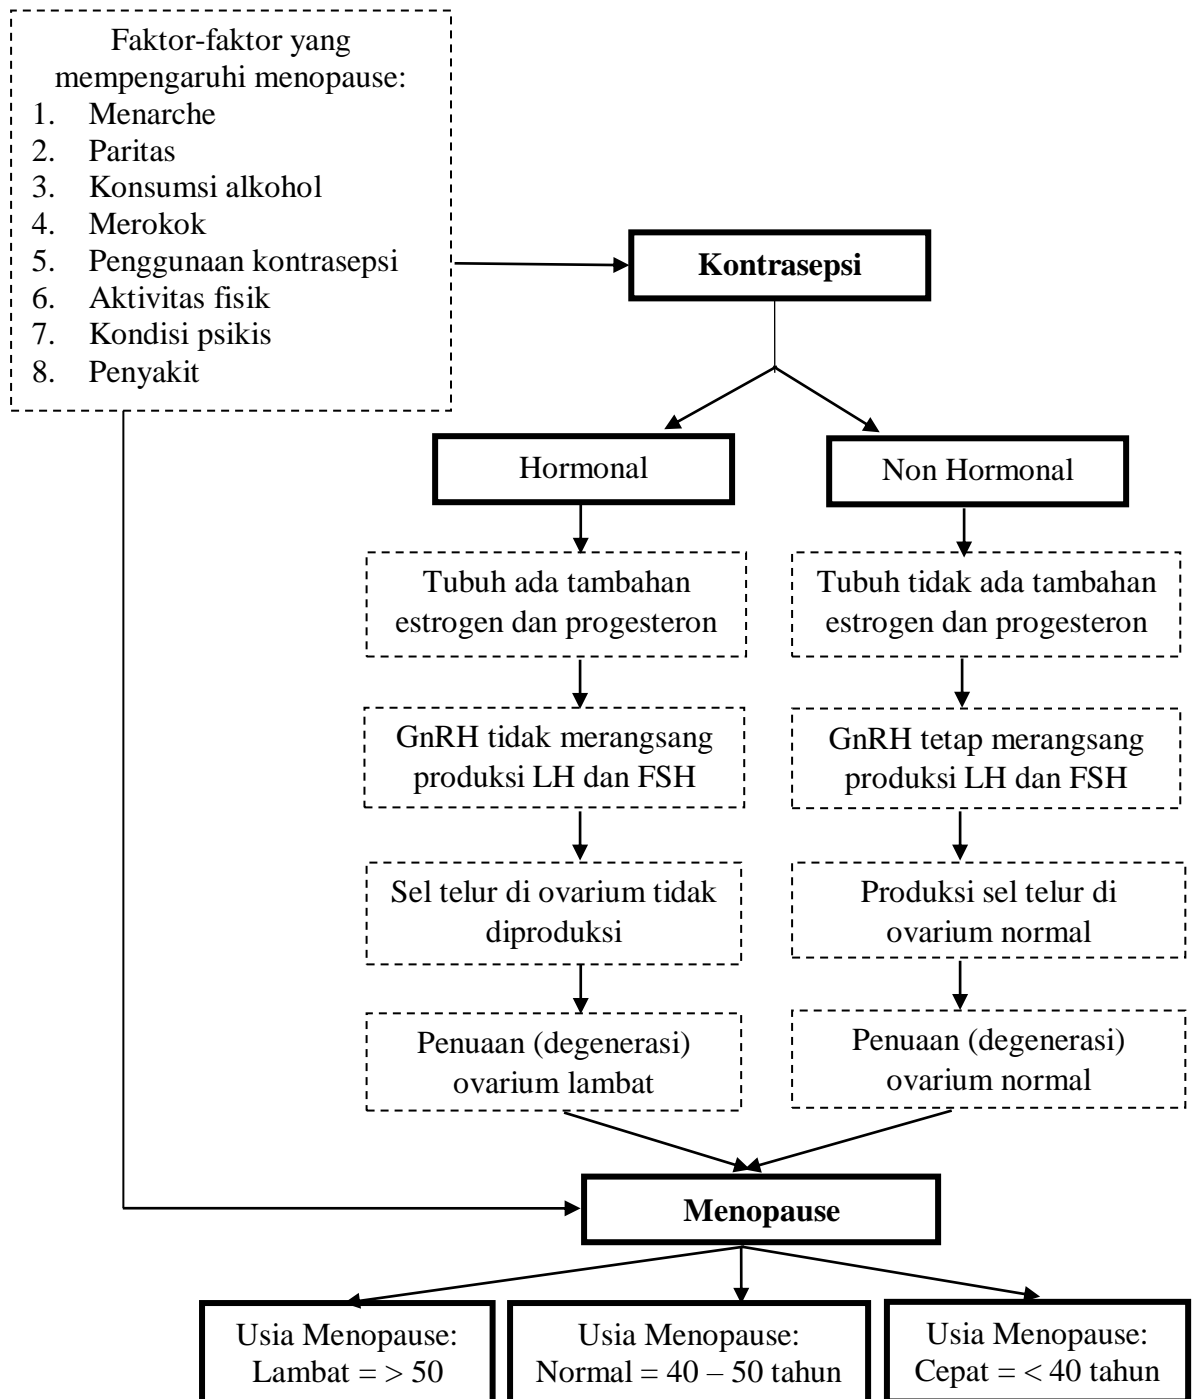 Faktor-faktor yang
mempengaruhi menopause:
1. Menarche
2. Paritas
3. Konsumsi alkohol
4. Merokok
5. Penggunaan kontrasepsi
6. Aktivitas fisik
7. Kondisi psikis
8. Penyakit
Kontrasepsi
Hormonal
Non Hormonal
Tubuh ada tambahan
estrogen dan progesteron
Tubuh tidak ada tambahan
estrogen dan progesteron
GnRH tidak merangsang
produksi LH dan FSH
GnRH tetap merangsang
produksi LH dan FSH
Sel telur di ovarium tidak
diproduksi
Produksi sel telur di
ovarium normal
Penuaan (degenerasi)
ovarium lambat
Penuaan (degenerasi)
ovarium normal
Menopause
Usia Menopause:
Lambat = > 50
Usia Menopause:
Normal = 40 – 50 tahun
Usia Menopause:
Cepat = < 40 tahun